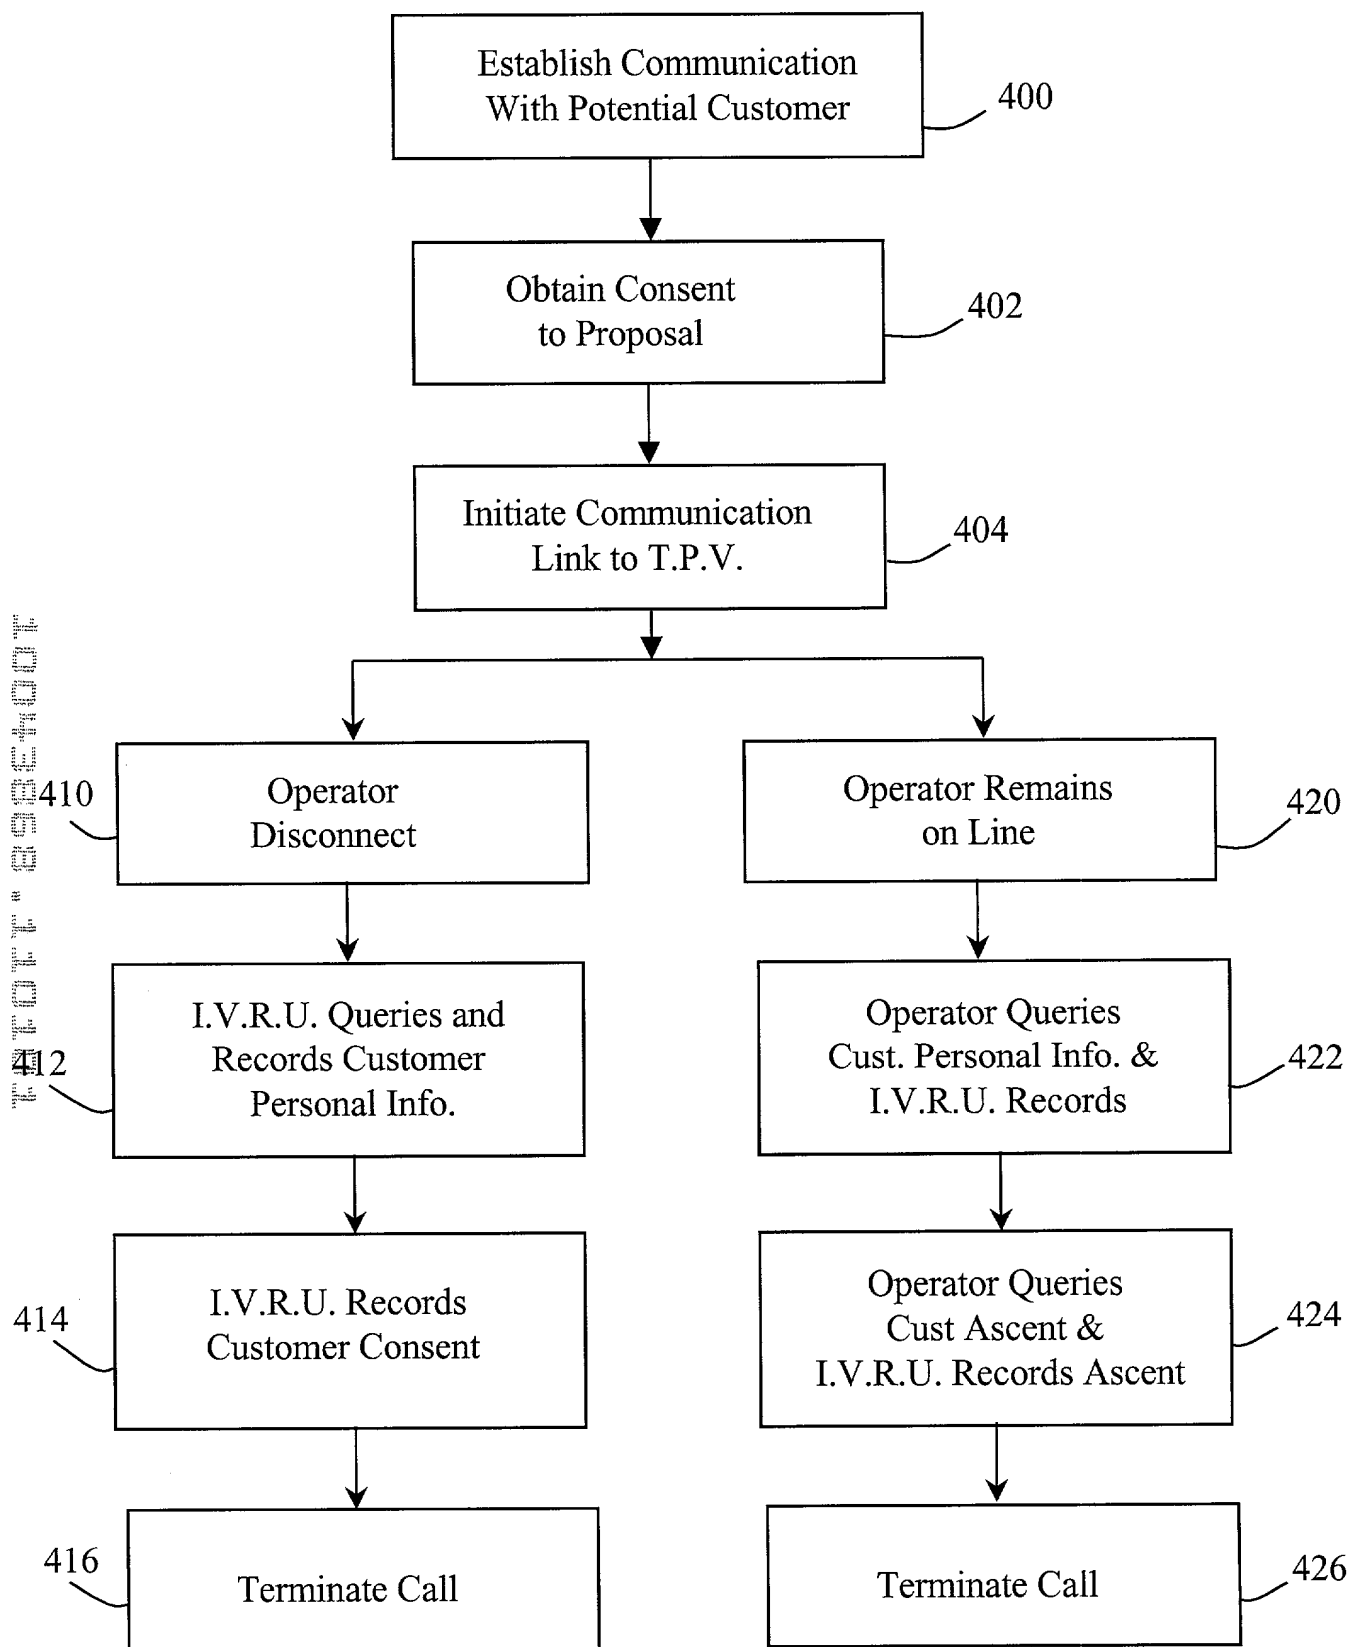 Establish Communication
With Potential Customer
400
Obtain Consent
to Proposal
402
Initiate Communication
Link to T.P.V.
404
410
Operator
Disconnect
Operator Remains
on Line
420
412
I.V.R.U. Queries and
Records Customer
Personal Info.
Operator Queries
Cust. Personal Info. &
I.V.R.U. Records
422
414
I.V.R.U. Records
Customer Consent
Operator Queries
Cust Ascent &
I.V.R.U. Records Ascent
424
416
Terminate Call
Terminate Call
426